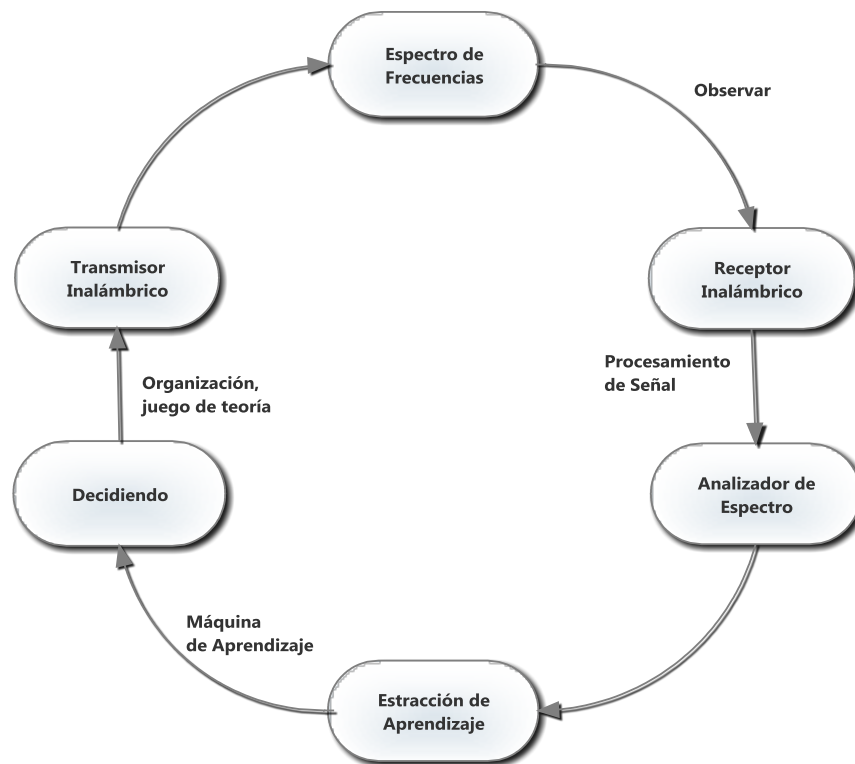 Espectro de
Frecuencias
Observar
Transmisor
Inalámbrico
Receptor
Inalámbrico
Procesamiento
de Señal
Organización,
juego de teoría
Decidiendo
Analizador de
Espectro
Máquina
de Aprendizaje
Estracción de
Aprendizaje